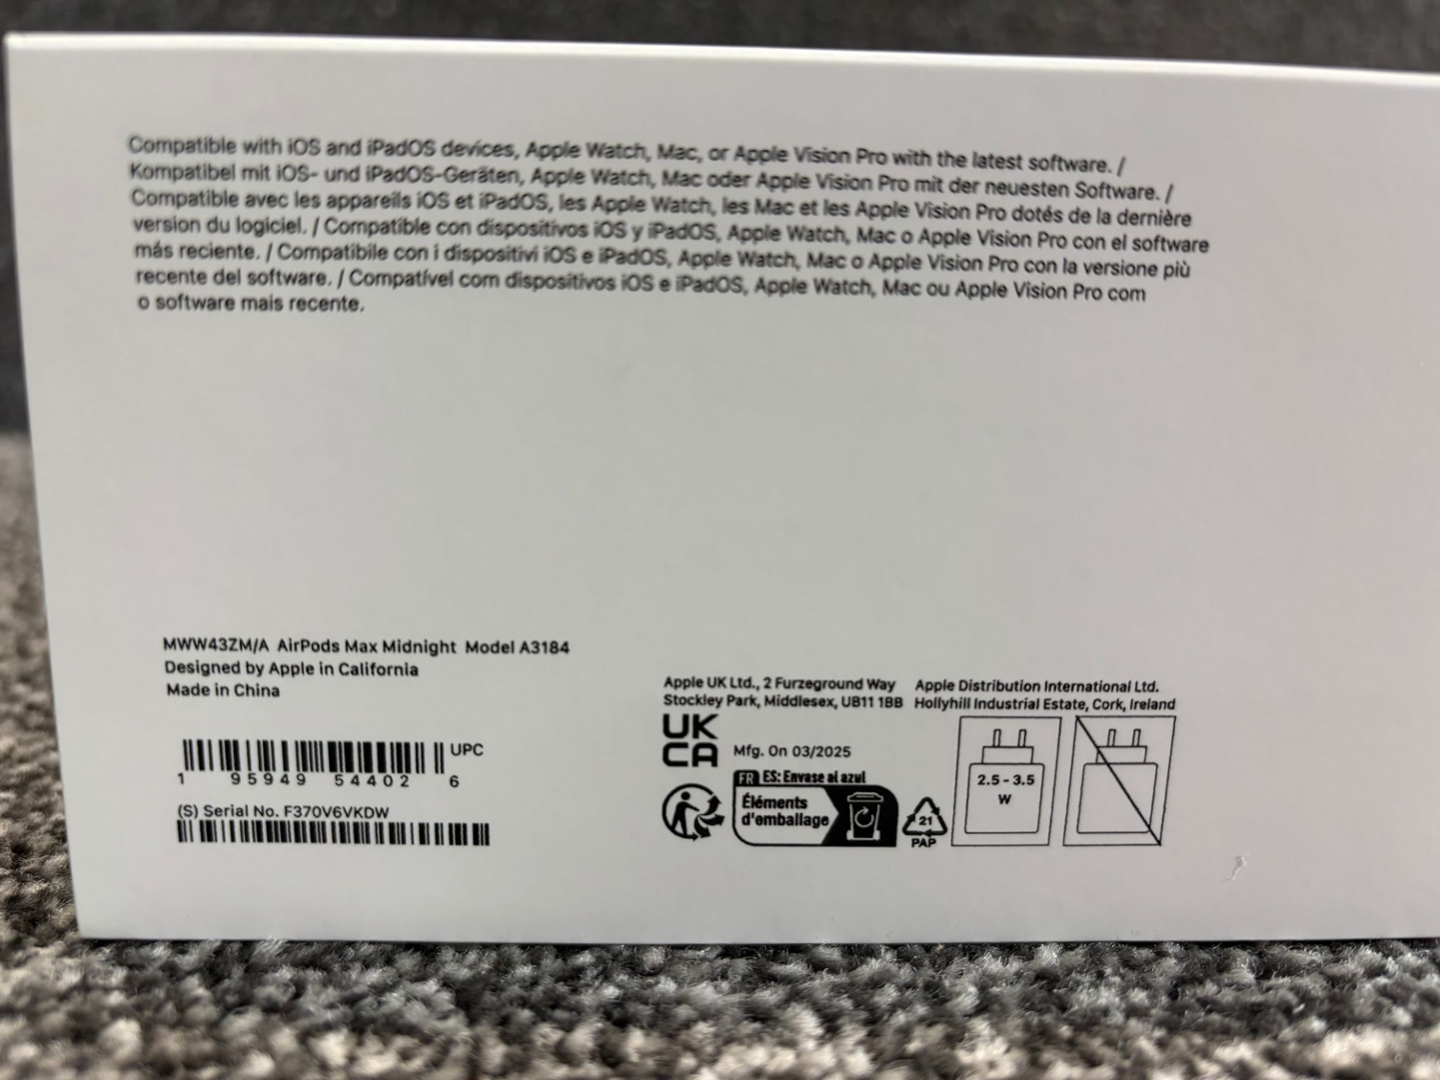 Compatible with iOS and iPadOS devices, Apple Watch, Mac, or Apple Vision Pro with the latest software. /
Kompatibel mit iOS- und iPadOS-Geräten, Apple Watch, Mac oder Apple Vision Pro mit der neuesten Software. /
Compatible avec les appareils iOS et iPadOS, les Apple Watch, les Mac et les Apple Vision Pro dotés de la dernière
version du logiciel. / Compatible con dispositivos iOS y iPadOS, Apple Watch, Mac o Apple Vision Pro con el software
más reciente. / Compatibile con i dispositivi iOS e iPadOS, Apple Watch, Mac o Apple Vision Pro con la versione più
recente del software. / Compatível com dispositivos iOS e iPadOS, Apple Watch, Mac ou Apple Vision Pro com
o software mais recente.
MWW43ZM/A AirPods Max Midnight Model A3184
Designed by Apple in California
Made in China
UPC
1 95949 54402 6
(S) Serial No. F370V6VKDW
Apple UK Ltd., 2 Furzeground Way
Stockley Park, Middlesex, UB11 1BB
UK
CA
Mfg. On 03/2025
FR ES: Envase al azul
Éléments
d'emballage
21
PAP
Apple Distribution International Ltd.
Hollyhill Industrial Estate, Cork, Ireland
2.5 - 3.5
W